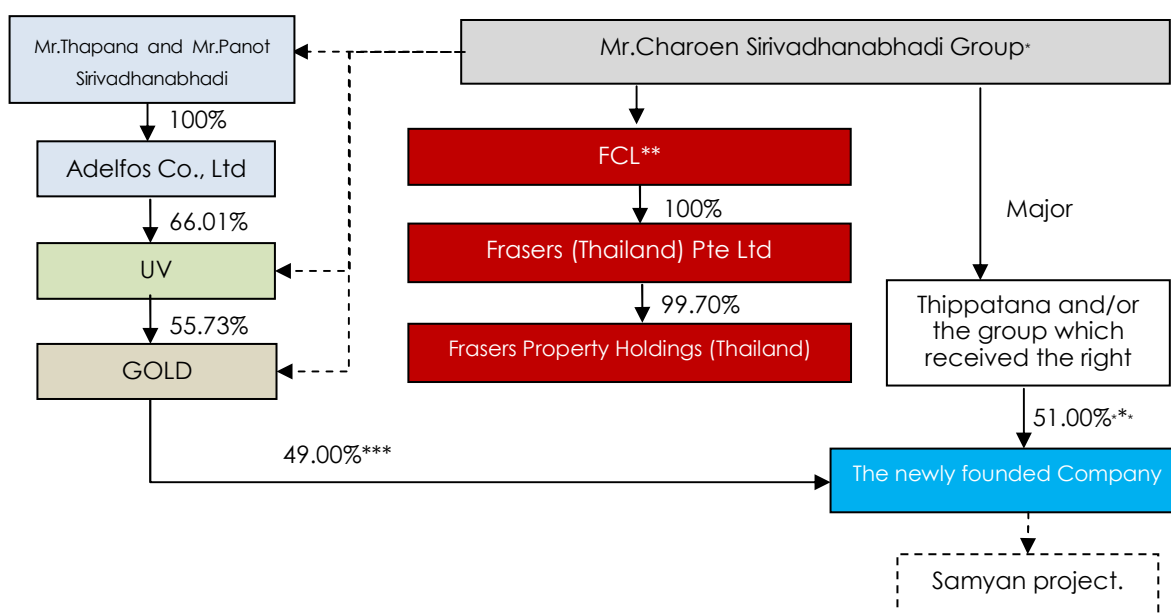 Mr.Thapana and Mr.Panot
Sirivadhanabhadi
Mr.Charoen Sirivadhanabhadi Group*
100%
Adelfos Co., Ltd
FCL**
66.01%
100%
Major
UV
Frasers (Thailand) Pte Ltd
55.73%
99.70%
Thippatana and/or
the group which
received the right
GOLD
Frasers Property Holdings (Thailand)
51.00%***
49.00%***
The newly founded Company
Samyan project.